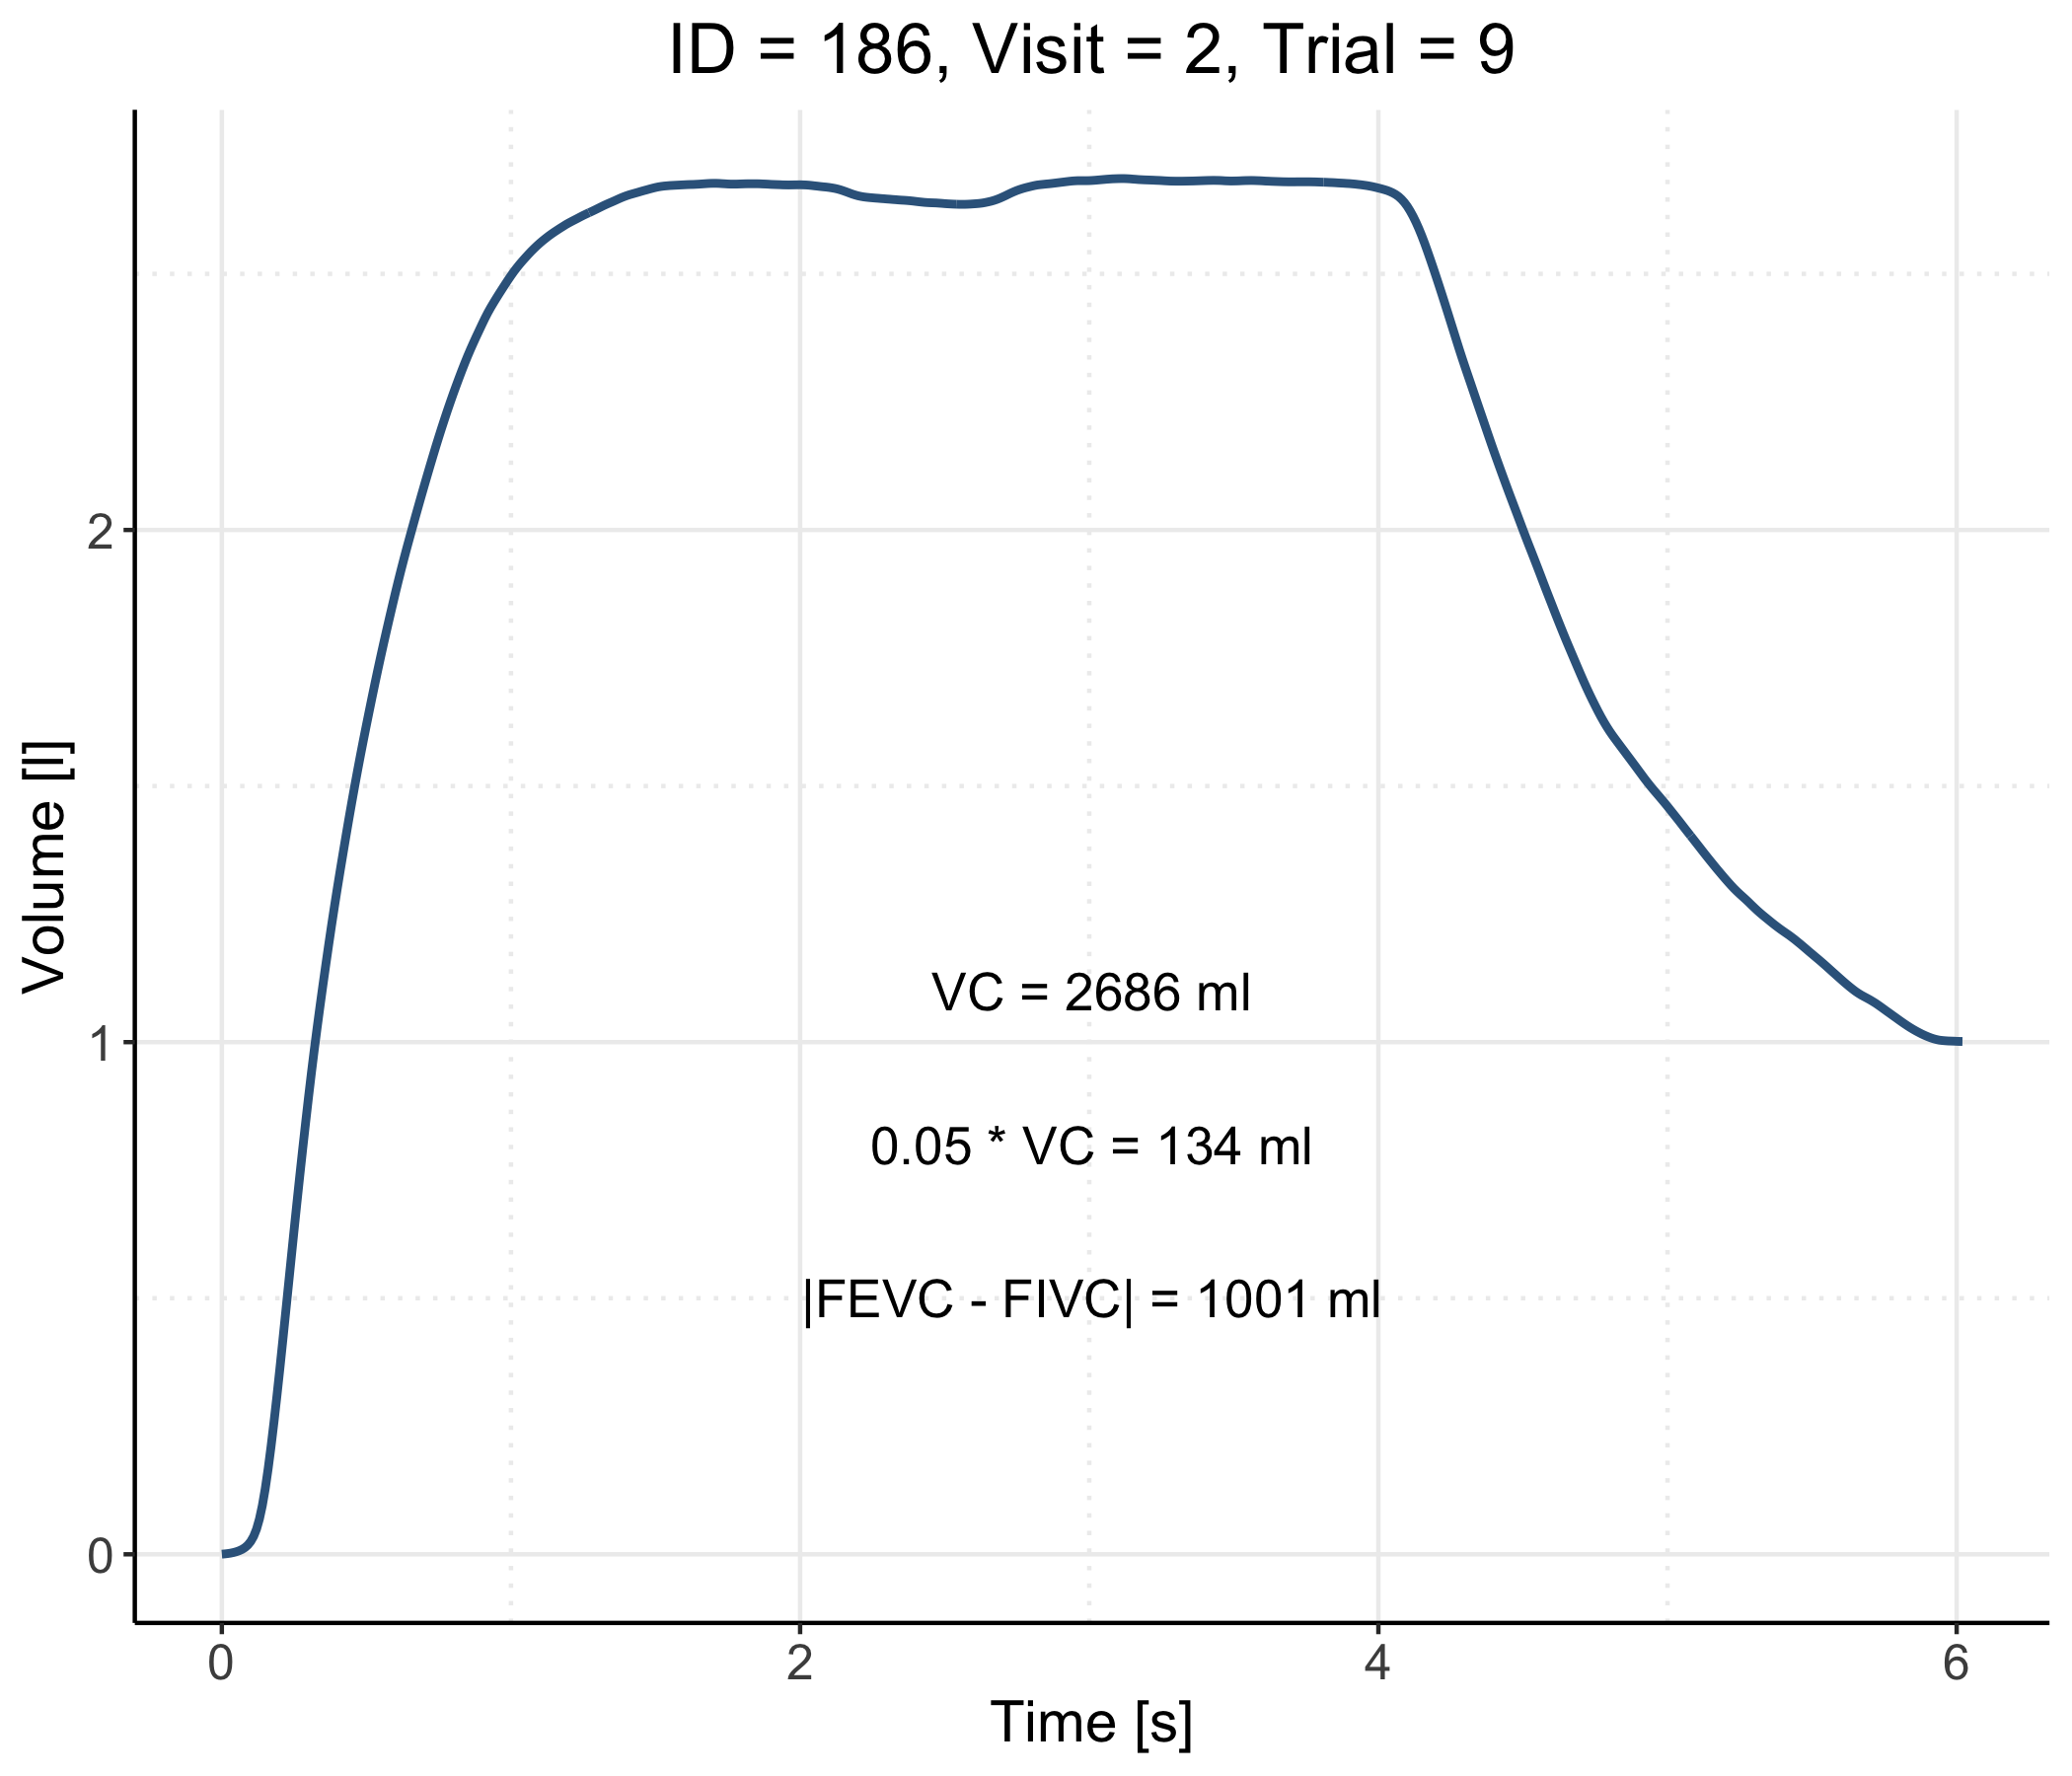 ID = 186, Visit = 2, Trial = 9
Volume [l]
2
1
0
VC = 2686 ml
0.05 * VC = 134 ml
|FEVC - FIVC| = 1001 ml
0 2 4 6
Time [s]